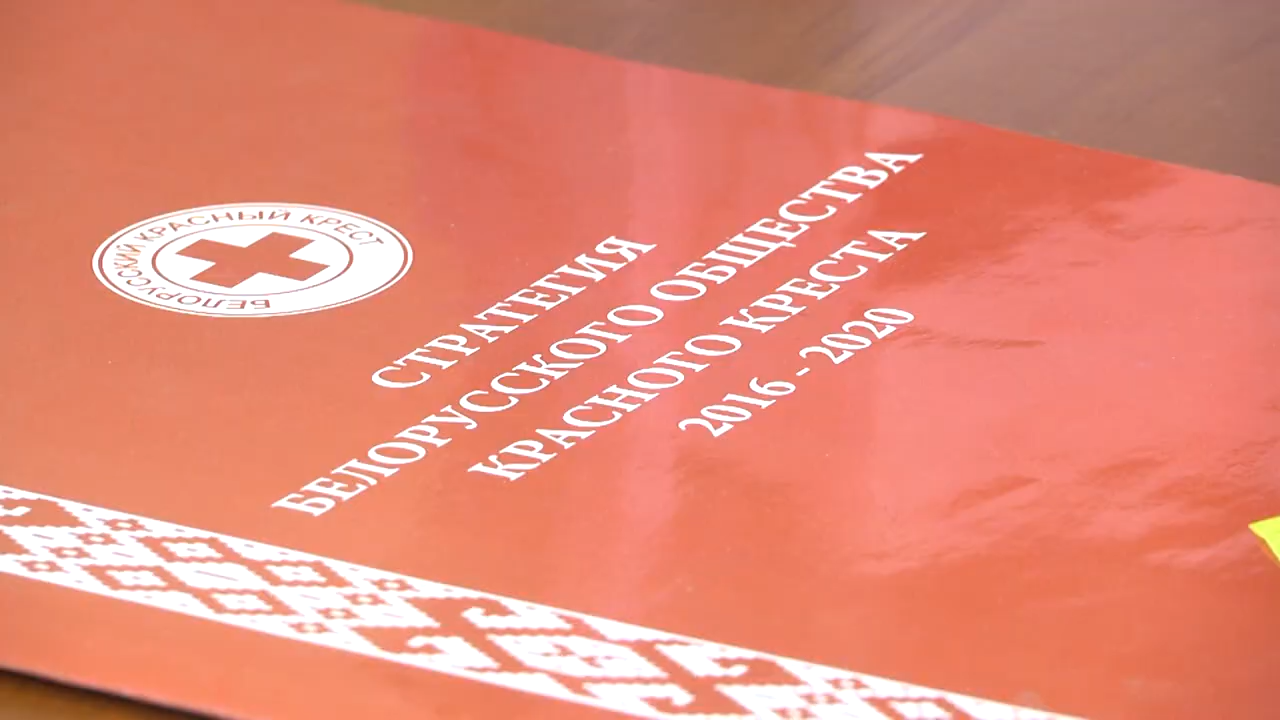 БЕЛОРУССКИЙ КРАСНЫЙ КРЕСТ
СТРАТЕГИЯ
БЕЛОРУССКОГО ОБЩЕСТВА
КРАСНОГО КРЕСТА
2016 - 2020